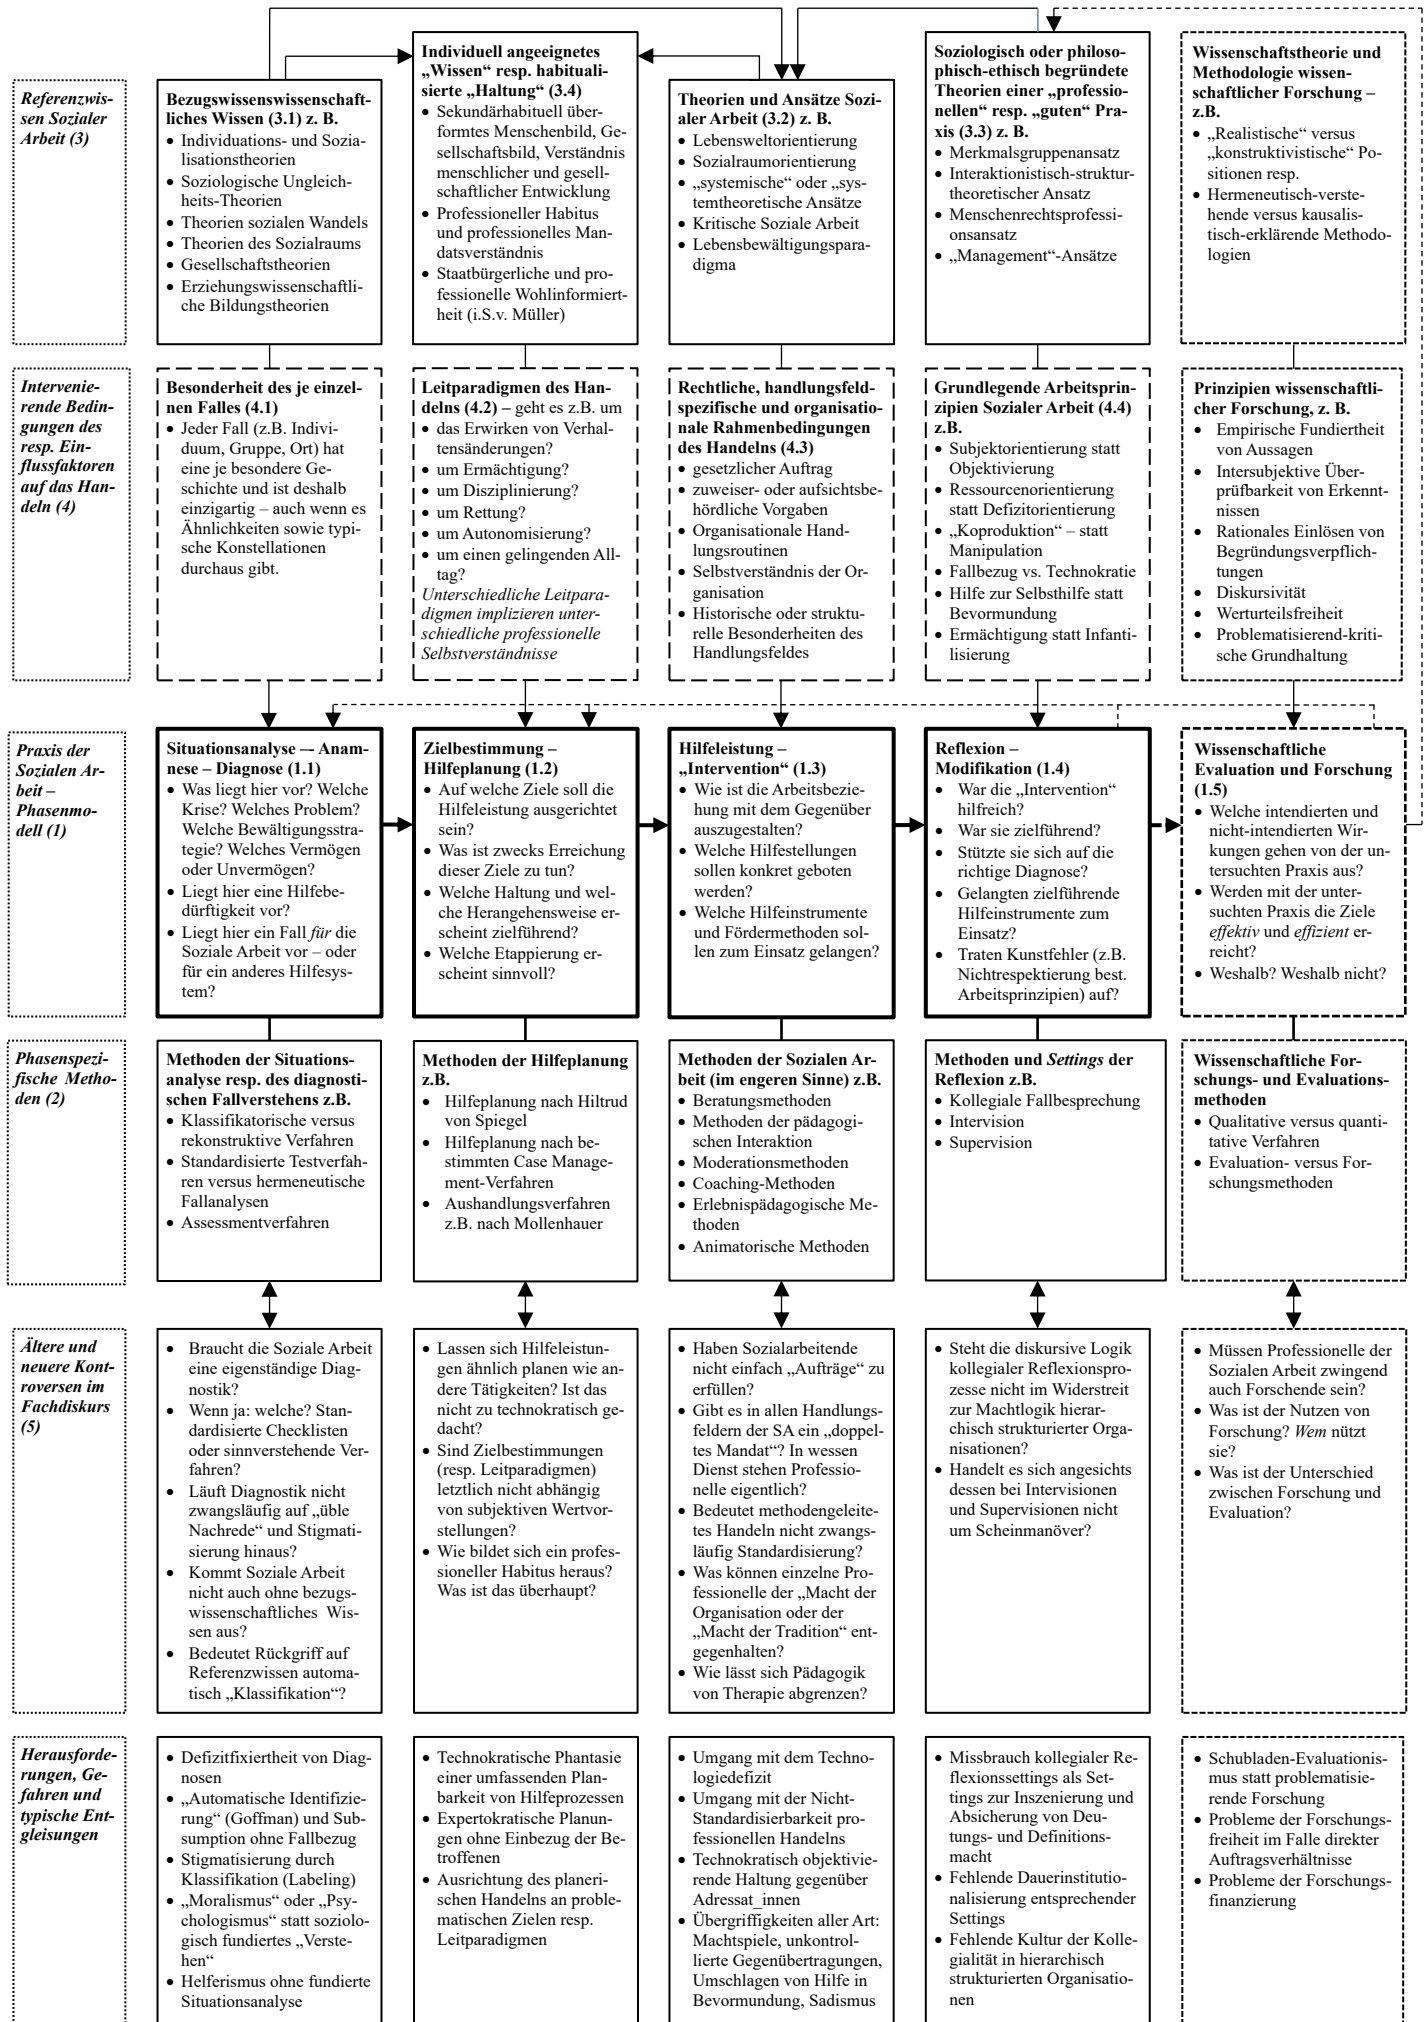 Referenzwis-
sen Sozialer
Arbeit (3)
Bezugswissenswissenschaft-
liches Wissen (3.1) z. B.
• Individuations- und Sozia-
lisationstheorien
• Soziologische Ungleich-
heits-Theorien
• Theorien sozialen Wandels
• Theorien des Sozialraums
• Gesellschaftstheorien
• Erziehungswissenschaftli-
che Bildungstheorien
Individuell angeeignetes
„Wissen“ resp. habituali-
sierte „Haltung“ (3.4)
• Sekundärhabituell über-
formtes Menschenbild, Ge-
sellschaftsbild, Verständnis
menschlicher und gesell-
schaftlicher Entwicklung
• Professioneller Habitus
und professionelles Man-
datsverständnis
• Staatbürgerliche und pro-
fessionelle Wohlinformiert-
heit (i.S.v. Müller)
Theorien und Ansätze Sozi-
aler Arbeit (3.2) z. B.
• Lebensweltorientierung
• Sozialraumorientierung
• „systemische“ oder „sys-
temtheoretische Ansätze
• Kritische Soziale Arbeit
• Lebensbewältigungspara-
digma
Soziologisch oder philoso-
phisch-ethisch begründete
Theorien einer „professio-
nellen“ resp. „guten“ Pra-
xis (3.3) z. B.
• Merkmalsgruppenansatz
• Interaktionistisch-struktur-
theoretischer Ansatz
• Menschenrechtsprofessi-
onsansatz
• „Management“-Ansätze
Wissenschaftstheorie und
Methodologie wissen-
schaftlicher Forschung –
z.B.
• „Realistische“ versus
„konstruktivistische“ Po-
sitionen resp.
• Hermeneutisch-verste-
hende versus kausalis-
tisch-erklärende Methodo-
logien
Intervenie-
rende Bedin-
gungen des
resp. Ein-
flussfaktoren
auf das Han-
deln (4)
Besonderheit des je einzel-
nen Falles (4.1)
• Jeder Fall (z.B. Indivi-
duum, Gruppe, Ort) hat
eine je besondere Ge-
schichte und ist deshalb
einzigartig – auch wenn es
Ähnlichkeiten sowie typi-
sche Konstellationen
durchaus gibt.
Leitparadigmen des Han-
delns (4.2) – geht es z.B. um
• das Erwirken von Verhal-
tensänderungen?
• um Ermächtigung?
• um Disziplinierung?
• um Rettung?
• um Autonomisierung?
• um einen gelingenden All-
tag?
Unterschiedliche Leitpara-
digmen implizieren unter-
schiedliche professionelle
Selbstverständnisse
Rechtliche, handlungsfeld-
spezifische und organisatio-
nale Rahmenbedingungen
des Handelns (4.3)
• gesetzlicher Auftrag
• zuweiser- oder aufsichtsbe-
hördliche Vorgaben
• Organisationale Hand-
lungsroutinen
• Selbstverständnis der Or-
ganisation
• Historische oder struktu-
relle Besonderheiten des
Handlungsfeldes
Grundlegende Arbeitsprin-
zipien Sozialer Arbeit (4.4)
z.B.
• Subjektorientierung statt
Objektivierung
• Ressourcenorientierung
statt Defizitorientierung
• „Koproduktion“ – statt
Manipulation
• Fallbezug vs. Technokratie
• Hilfe zur Selbsthilfe statt
Bevormundung
• Ermächtigung statt Infanti-
lisierung
Prinzipien wissenschaftli-
cher Forschung, z. B.
• Empirische Fundiertheit
von Aussagen
• Intersubjektive Über-
prüfbarkeit von Erkennt-
nissen
• Rationales Einlösen von
Begründungsverpflich-
tungen
• Diskursivität
• Werturteilsfreiheit
• Problematisierend-kriti-
sche Grundhaltung
Praxis der
Sozialen Ar-
beit –
Phasenmo-
dell (1)
Situationsanalyse –- Anam-
nese – Diagnose (1.1)
• Was liegt hier vor? Welche
Krise? Welches Problem?
Welche Bewältigungsstra-
tegie? Welches Vermögen
oder Unvermögen?
• Liegt hier eine Hilfebe-
dürftigkeit vor?
• Liegt hier ein Fall für die
Soziale Arbeit vor – oder
für ein anderes Hilfesys-
tem?
Zielbestimmung –
Hilfeplanung (1.2)
• Auf welche Ziele soll die
Hilfeleistung ausgerichtet
sein?
• Was ist zwecks Erreichung
dieser Ziele zu tun?
• Welche Haltung und wel-
che Herangehensweise er-
scheint zielführend?
• Welche Etappierung er-
scheint sinnvoll?
Hilfeleistung –
„Intervention“ (1.3)
• Wie ist die Arbeitsbezie-
hung mit dem Gegenüber
auszugestalten?
• Welche Hilfestellungen
sollen konkret geboten
werden?
• Welche Hilfeinstrumente
und Fördermethoden sol-
len zum Einsatz gelangen?
Reflexion –
Modifikation (1.4)
• War die „Intervention“
hilfreich?
• War sie zielführend?
• Stützte sie sich auf die
richtige Diagnose?
• Gelangten zielführende
Hilfeinstrumente zum
Einsatz?
• Traten Kunstfehler (z.B.
Nichtrespektierung best.
Arbeitsprinzipien) auf?
Wissenschaftliche
Evaluation und Forschung
(1.5)
• Welche intendierten und
nicht-intendierten Wir-
kungen gehen von der un-
tersuchten Praxis aus?
• Werden mit der unter-
suchten Praxis die Ziele
effektiv und effizient er-
reicht?
• Weshalb? Weshalb nicht?
Phasenspezi-
fische Metho-
den (2)
Methoden der Situations-
analyse resp. des diagnosti-
schen Fallverstehens z.B.
• Klassifikatorische versus
rekonstruktive Verfahren
• Standardisierte Testverfah-
ren versus hermeneutische
Fallanalysen
• Assessmentverfahren
Methoden der Hilfeplanung
z.B.
• Hilfeplanung nach Hiltrud
von Spiegel
• Hilfeplanung nach be-
stimmten Case Manage-
ment-Verfahren
• Aushandlungsverfahren
z.B. nach Mollenhauer
Methoden der Sozialen Ar-
beit (im engeren Sinne) z.B.
• Beratungsmethoden
• Methoden der pädagogi-
schen Interaktion
• Moderationsmethoden
• Coaching-Methoden
• Erlebnispädagogische Me-
thoden
• Animatorische Methoden
Methoden und Settings der
Reflexion z.B.
• Kollegiale Fallbesprechung
• Intervision
• Supervision
Wissenschaftliche For-
schungs- und Evaluations-
methoden
• Qualitative versus quanti-
tative Verfahren
• Evaluation- versus For-
schungsmethoden
Ältere und
neuere Kont-
roversen im
Fachdiskurs
(5)
• Braucht die Soziale Arbeit
eine eigenständige Diag-
nostik?
• Wenn ja: welche? Stan-
dardisierte Checklisten
oder sinnverstehende Ver-
fahren?
• Läuft Diagnostik nicht
zwangsläufig auf „üble
Nachrede“ und Stigmati-
sierung hinaus?
• Kommt Soziale Arbeit
nicht auch ohne bezugs-
wissenschaftliches Wis-
sen aus?
• Bedeutet Rückgriff auf
Referenzwissen automa-
tisch „Klassifikation“?
• Lassen sich Hilfeleistun-
gen ähnlich planen wie an-
dere Tätigkeiten? Ist das
nicht zu technokratisch ge-
dacht?
• Sind Zielbestimmungen
(resp. Leitparadigmen)
letztlich nicht abhängig
von subjektiven Wertvor-
stellungen?
• Wie bildet sich ein profes-
sioneller Habitus heraus?
Was ist das überhaupt?
• Haben Sozialarbeitende
nicht einfach „Aufträge“ zu
erfüllen?
• Gibt es in allen Handlungs-
feldern der SA ein „doppel-
tes Mandat“? In wessen
Dienst stehen Professio-
nelle eigentlich?
• Bedeutet methodengeleite-
tes Handeln nicht zwangs-
läufig Standardisierung?
• Was können einzelne Pro-
fessionelle der „Macht der
Organisation oder der
„Macht der Tradition“ ent-
gegenhalten?
• Wie lässt sich Pädagogik
von Therapie abgrenzen?
• Steht die diskursive Logik
kollegialer Reflexionspro-
zesse nicht im Widerstreit
zur Machtlogik hierar-
chisch strukturierter Orga-
nisationen?
• Handelt es sich angesichts
dessen bei Intervisionen
und Supervisionen nicht
um Scheinmanöver?
• Müssen Professionelle der
Sozialen Arbeit zwingend
auch Forschende sein?
• Was ist der Nutzen von
Forschung? Wem nützt
sie?
• Was ist der Unterschied
zwischen Forschung und
Evaluation?
Herausforde-
rungen, Ge-
fahren und
typische Ent-
gleisungen
• Defizitfixiertheit von Diag-
nosen
• „Automatische Identifizie-
rung“ (Goffman) und Sub-
sumption ohne Fallbezug
• Stigmatisierung durch
Klassifikation (Labeling)
• „Moralismus“ oder „Psy-
chologismus“ statt soziolo-
gisch fundiertes „Verste-
hen“
• Helferismus ohne fundierte
Situationsanalyse
• Technokratische Phantasie
einer umfassenden Plan-
barkeit von Hilfeprozessen
• Expertokratische Planun-
gen ohne Einbezug der Be-
troffenen
• Ausrichtung des planeri-
schen Handelns an proble-
matischen Zielen resp.
Leitparadigmen
• Umgang mit dem Techno-
logiedefizit
• Umgang mit der Nicht-
Standardisierbarkeit pro-
fessionellen Handelns
• Technokratisch objektivie-
rende Haltung gegenüber
Adressat_innen
• Übergriffigkeiten aller Art:
Machtspiele, unkontrol-
lierte Gegenübertragungen,
Umschlagen von Hilfe in
Bevormundung, Sadismus
• Missbrauch kollegialer Re-
flexionssettings als Set-
tings zur Inszenierung und
Absicherung von Deu-
tungs- und Definitions-
macht
• Fehlende Dauerinstitutio-
nalisierung entsprechender
Settings
• Fehlende Kultur der Kolle-
gialität in hierarchisch
strukturierten Organisatio-
nen
• Schubladen-Evaluationis-
mus statt problematisie-
rende Forschung
• Probleme der Forschungs-
freiheit im Falle direkter
Auftragsverhältnisse
• Probleme der Forschungs-
finanzierung